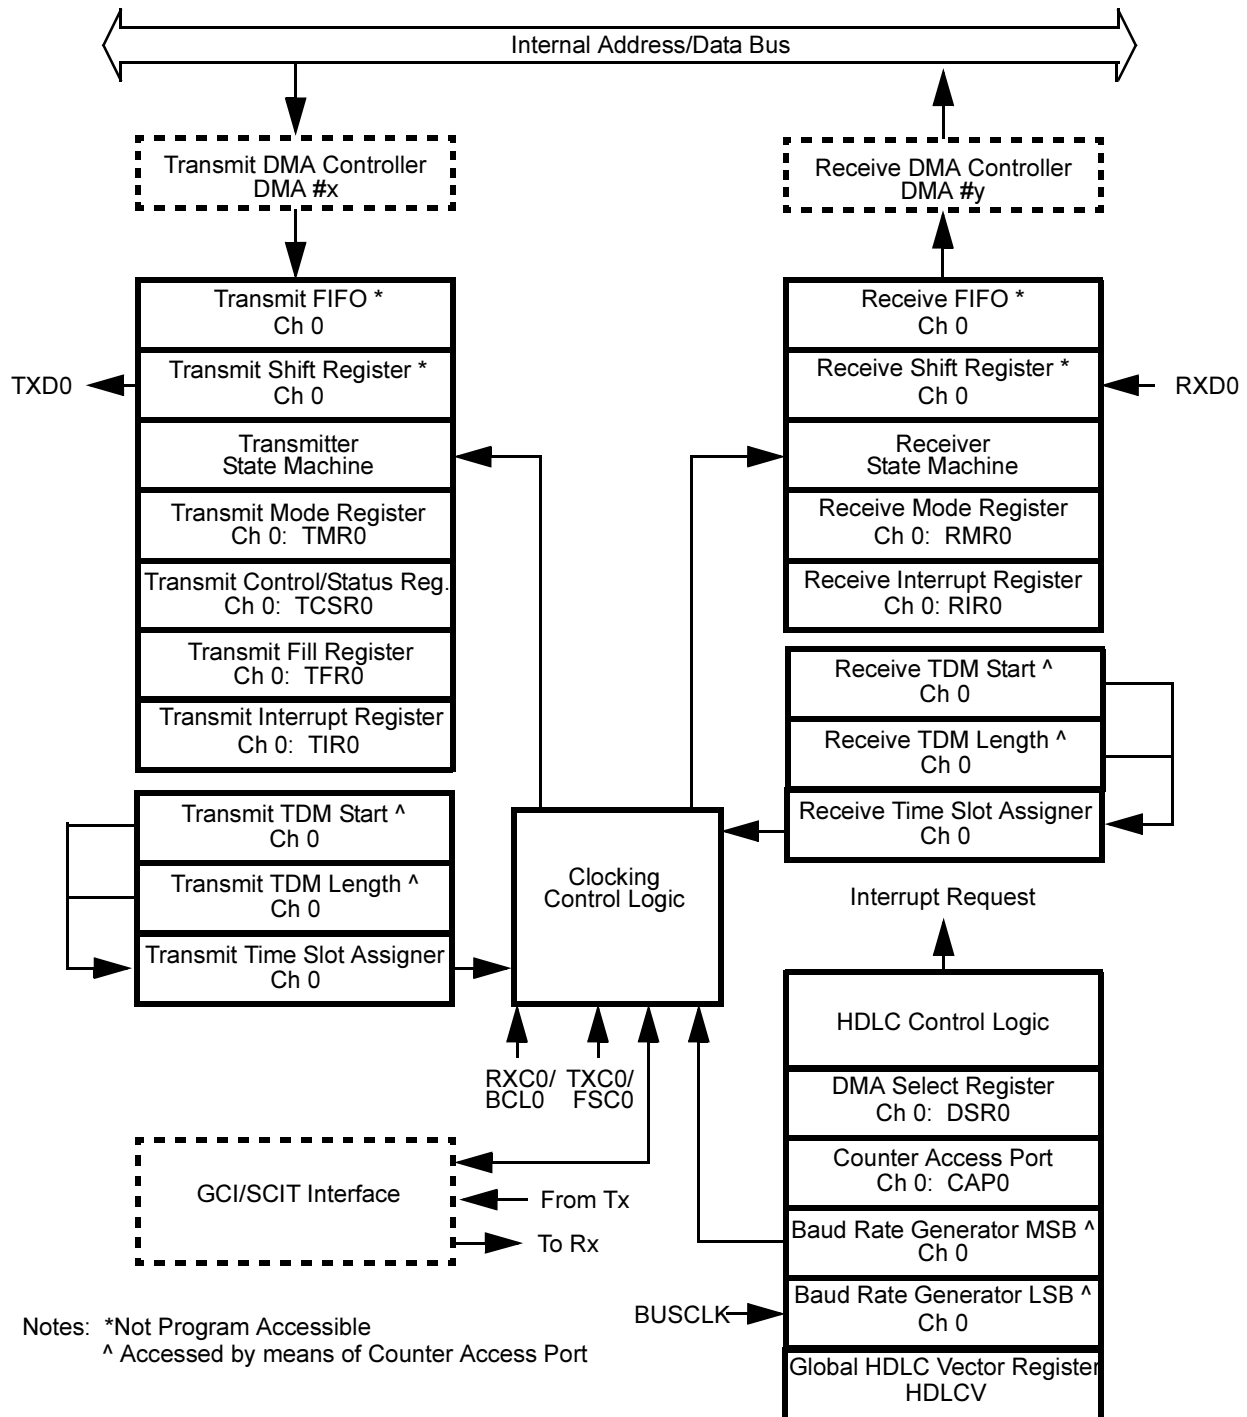 Internal Address/Data Bus
Transmit DMA Controller
DMA #x
Receive DMA Controller
DMA #y
Transmit FIFO *
Ch 0
Transmit Shift Register *
Ch 0
Transmitter
State Machine
Transmit Mode Register
Ch 0: TMR0
Transmit Control/Status Reg.
Ch 0: TCSR0
Transmit Fill Register
Ch 0: TFR0
Transmit Interrupt Register
Ch 0: TIR0
TXD0
Receive FIFO *
Ch 0
Receive Shift Register *
Ch 0
Receiver
State Machine
Receive Mode Register
Ch 0: RMR0
Receive Interrupt Register
Ch 0: RIR0
RXD0
Receive TDM Start ^
Ch 0
Receive TDM Length ^
Ch 0
Receive Time Slot Assigner
Ch 0
Transmit TDM Start ^
Ch 0
Transmit TDM Length ^
Ch 0
Transmit Time Slot Assigner
Ch 0
Clocking
Control Logic
Interrupt Request
RXC0/
BCL0
TXC0/
FSC0
HDLC Control Logic
DMA Select Register
Ch 0: DSR0
Counter Access Port
Ch 0: CAP0
Baud Rate Generator MSB ^
Ch 0
Baud Rate Generator LSB ^
Ch 0
Global HDLC Vector Register
HDLCV
GCI/SCIT Interface
From Tx
To Rx
BUSCLK
Notes: *Not Program Accessible
^ Accessed by means of Counter Access Port